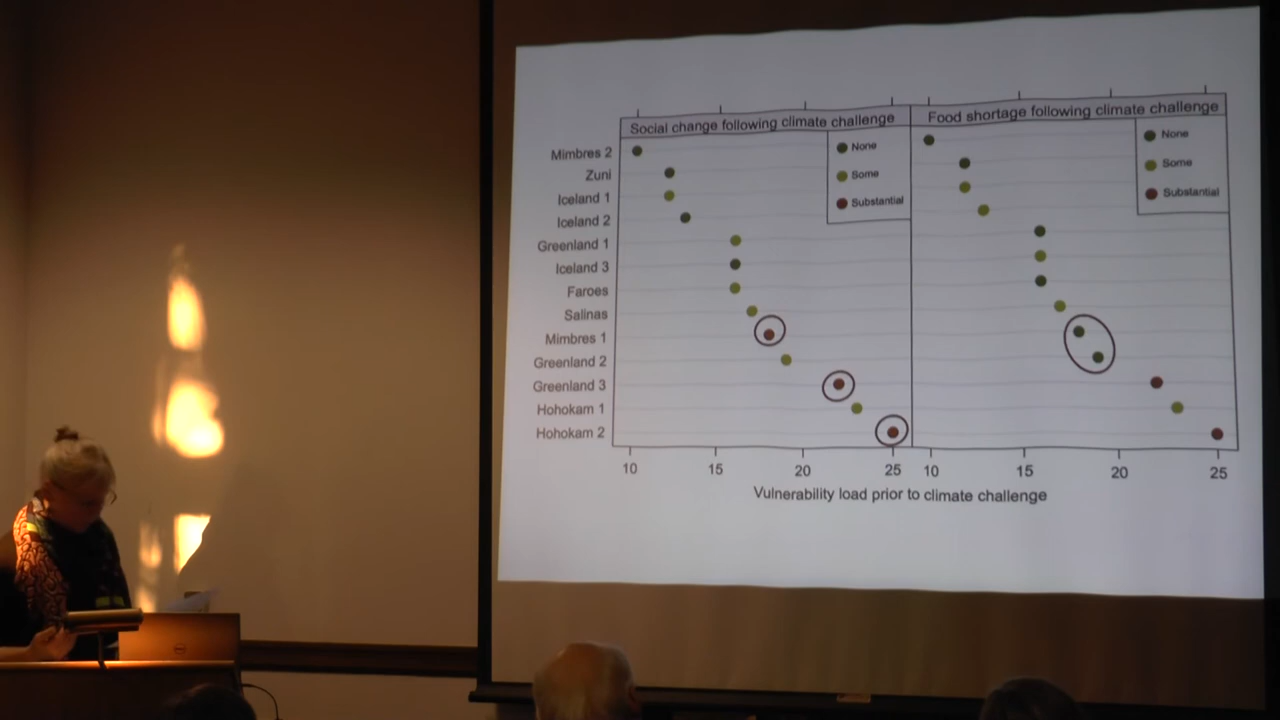 Social change following climate challenge
Food shortage following climate challenge
None
Some
Substantial
None
Some
Substantial
Mimbres 2
Zuni
Iceland 1
Iceland 2
Greenland 1
Iceland 3
Faroes
Salinas
Mimbres 1
Greenland 2
Greenland 3
Hohokam 1
Hohokam 2
10 15 20 25 10 15 20 25
Vulnerability load prior to climate challenge